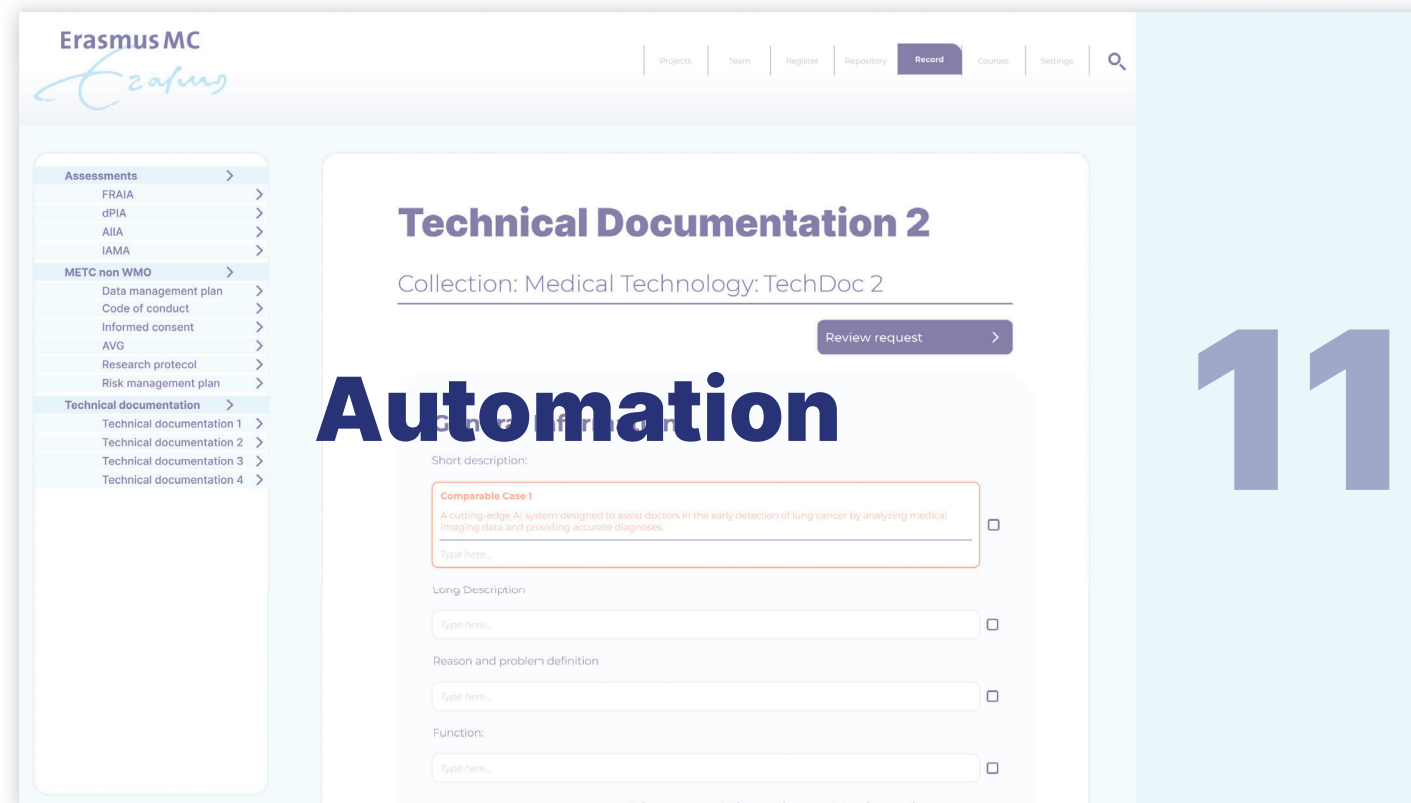 Erasmus MC
Erasmus
Projects
Team
Register
Repository
Record
Courses
Settings
Assessments
FRAIA
dPIA
AIIA
IAMA
METC non WMO
Data management plan
Code of conduct
Informed consent
AVG
Research protecol
Risk management plan
Technical documentation
Technical documentation 1
Technical documentation 2
Technical documentation 3
Technical documentation 4
Technical Documentation 2
Collection: Medical Technology: TechDoc 2
Review request
Automation
11
General Information
Short description:
Comparable Case 1
A cutting-edge Ai system designed to assist doctors in the early detection of lung cancer by analyzing medical
imaging data and providing accurate diagnoses.
Type here...
Long Description
Type here...
Reason and problem definition
Type here...
Function:
Type here...